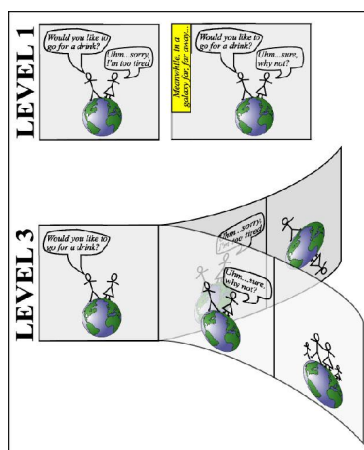 LEVEL 1
Would you like to
go for a drink?
Uhm...sorry,
I'm too tired
Meanwhile, in a
galaxy far, far away...
Would you like to
go for a drink?
Uhm...sure,
why not?
LEVEL 3
Would you like to
go for a drink?
Uhm...sorry,
I'm too tired
Uhm...sure,
why not?